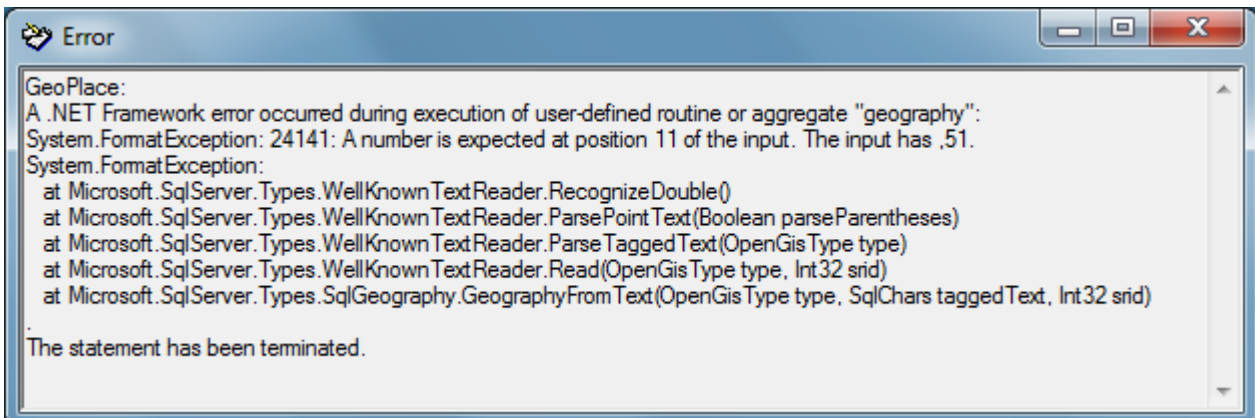 Error
GeoPlace:
A .NET Framework error occurred during execution of user-defined routine or aggregate "geography":
System.FormatException: 24141: A number is expected at position 11 of the input. The input has ,51.
System.FormatException:
at Microsoft.SqlServer.Types.WellKnownTextReader.RecognizeDouble()
at Microsoft.SqlServer.Types.WellKnownTextReader.ParsePointText(Boolean parseParentheses)
at Microsoft.SqlServer.Types.WellKnownTextReader.ParseTaggedText(OpenGisType type)
at Microsoft.SqlServer.Types.WellKnownTextReader.Read(OpenGisType type, Int32 srid)
at Microsoft.SqlServer.Types.SqlGeography.GeographyFromText(OpenGisType type, SqlChars taggedText, Int32 srid)
.
The statement has been terminated.